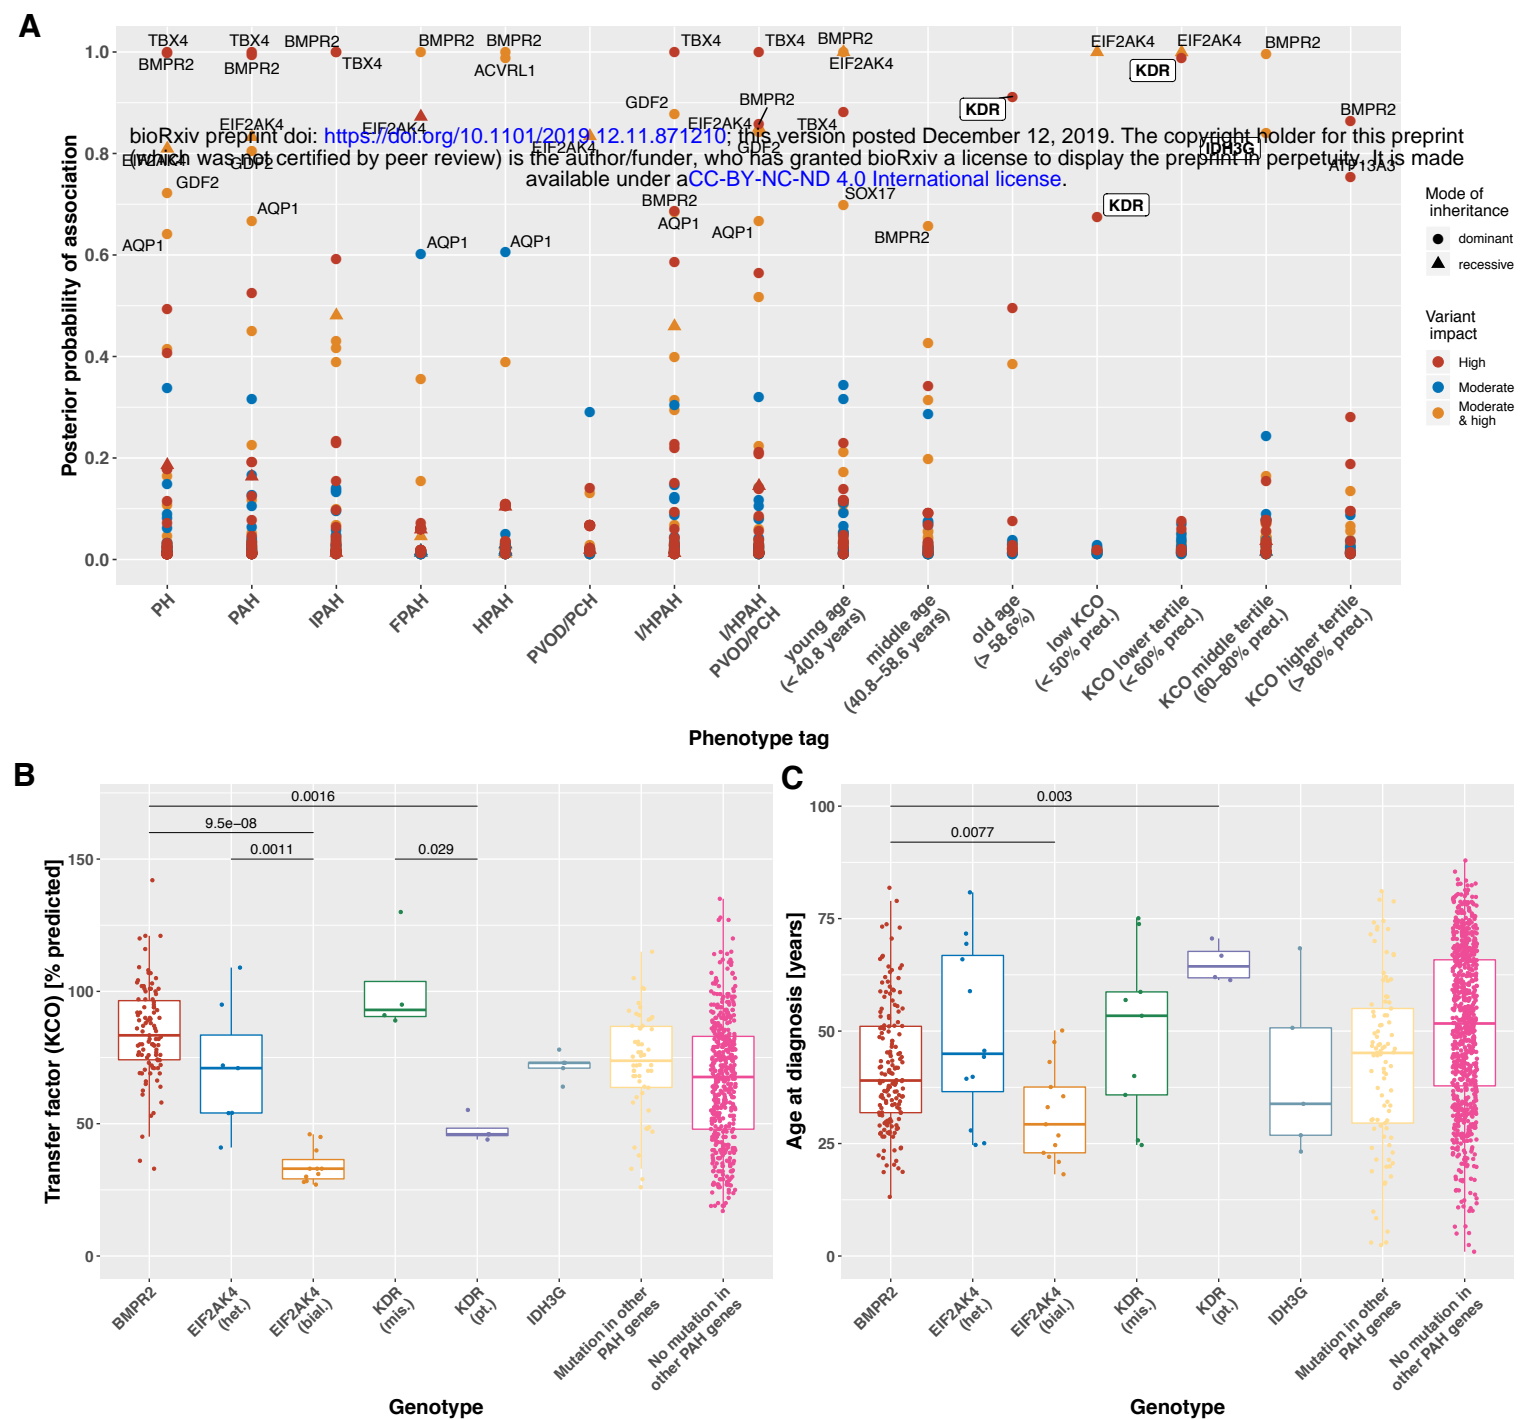 A
Posterior probability of association
1.0
0.8
0.6
0.4
0.2
0.0
TBX4
BMPR2
EIF2AK4
GDF2
AQP1
TBX4
BMPR2
EIF2AK4
GDF2
AQP1
BMPR2
TBX4
BMPR2
EIF2AK4
AQP1
BMPR2
ACVRL1
AQP1
EIF2AK4
TBX4
GDF2
BMPR2
AQP1
TBX4
BMPR2
EIF2AK4
GDF2
AQP1
BMPR2
EIF2AK4
TBX4
SOX17
BMPR2
KDR
EIF2AK4
KDR
EIF2AK4
KDR
BMPR2
IDH3G
BMPR2
ATP13A3
bioRxiv preprint doi: https://doi.org/10.1101/2019.12.11.871210; this version posted December 12, 2019. The copyright holder for this preprint
(which was not certified by peer review) is the author/funder, who has granted bioRxiv a license to display the preprint in perpetuity. It is made
available under aCC-BY-NC-ND 4.0 International license.
Mode of
inheritance
dominant
recessive
Variant
impact
High
Moderate
Moderate
& high
PH
PAH
IPAH
FPAH
HPAH
PVOD/PCH
I/HPAH
I/HPAH
PVOD/PCH
young age
(< 40.8 years)
middle age
(40.8–58.6 years)
old age
(> 58.6%)
low KCO
(< 50% pred.)
KCO lower tertile
(< 60% pred.)
KCO middle tertile
(60–80% pred.)
KCO higher tertile
(> 80% pred.)
Phenotype tag
B
Transfer factor (KCO) [% predicted]
150
100
50
0
0.0016
9.5e−08
0.0011
0.029
BMPR2
EIF2AK4
(het.)
EIF2AK4
(bial.)
KDR
(mis.)
KDR
(pt.)
IDH3G
Mutation in other
PAH genes
No mutation in
other PAH genes
Genotype
C
Age at diagnosis [years]
100
75
50
25
0
0.003
0.0077
BMPR2
EIF2AK4
(het.)
EIF2AK4
(bial.)
KDR
(mis.)
KDR
(pt.)
IDH3G
Mutation in other
PAH genes
No mutation in
other PAH genes
Genotype